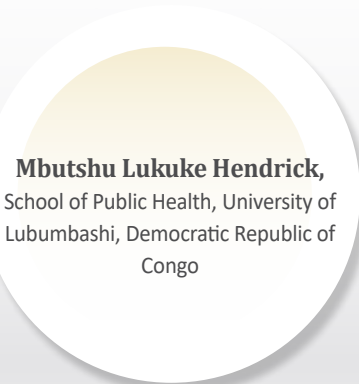 Mbutshu Lukuke Hendrick,
School of Public Health, University of
Lubumbashi, Democratic Republic of
Congo